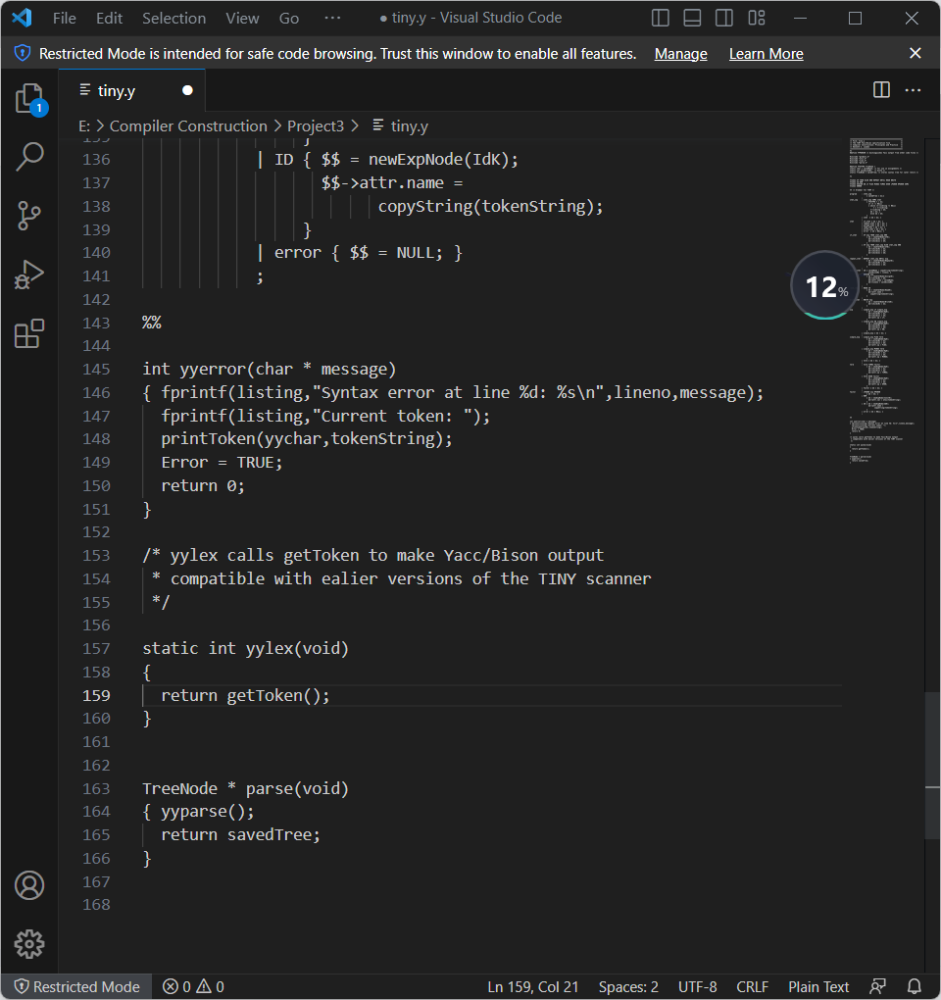 File Edit Selection View Go ··· ● tiny.y - Visual Studio Code
Restricted Mode is intended for safe code browsing. Trust this window to enable all features. Manage Learn More
1
tiny.y
E: > Compiler Construction > Project3 > tiny.y
135 }
136 | ID { $$ = newExpNode(IdK);
137 $$->attr.name =
138 copyString(tokenString);
139 }
140 | error { $$ = NULL; }
141 ;
142
143 %%
144
145 int yyerror(char * message)
146 { fprintf(listing,"Syntax error at line %d: %s\n",lineno,message);
147 fprintf(listing,"Current token: ");
148 printToken(yychar,tokenString);
149 Error = TRUE;
150 return 0;
151 }
152
153 /* yylex calls getToken to make Yacc/Bison output
154 * compatible with ealier versions of the TINY scanner
155 */
156
157 static int yylex(void)
158 {
159 return getToken();
160 }
161
162
163 TreeNode * parse(void)
164 { yyparse();
165 return savedTree;
166 }
167
168
12%
Restricted Mode 0 0 Ln 159, Col 21 Spaces: 2 UTF-8 CRLF Plain Text